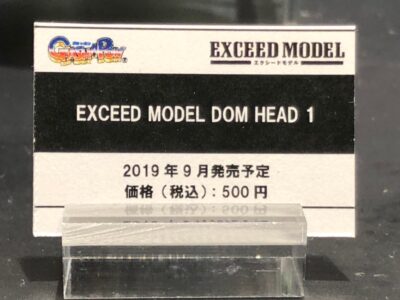 EXCEED MODEL
エクシードモデル
EXCEED MODEL DOM HEAD 1
2019年9月発売予定
価格(税込):500円